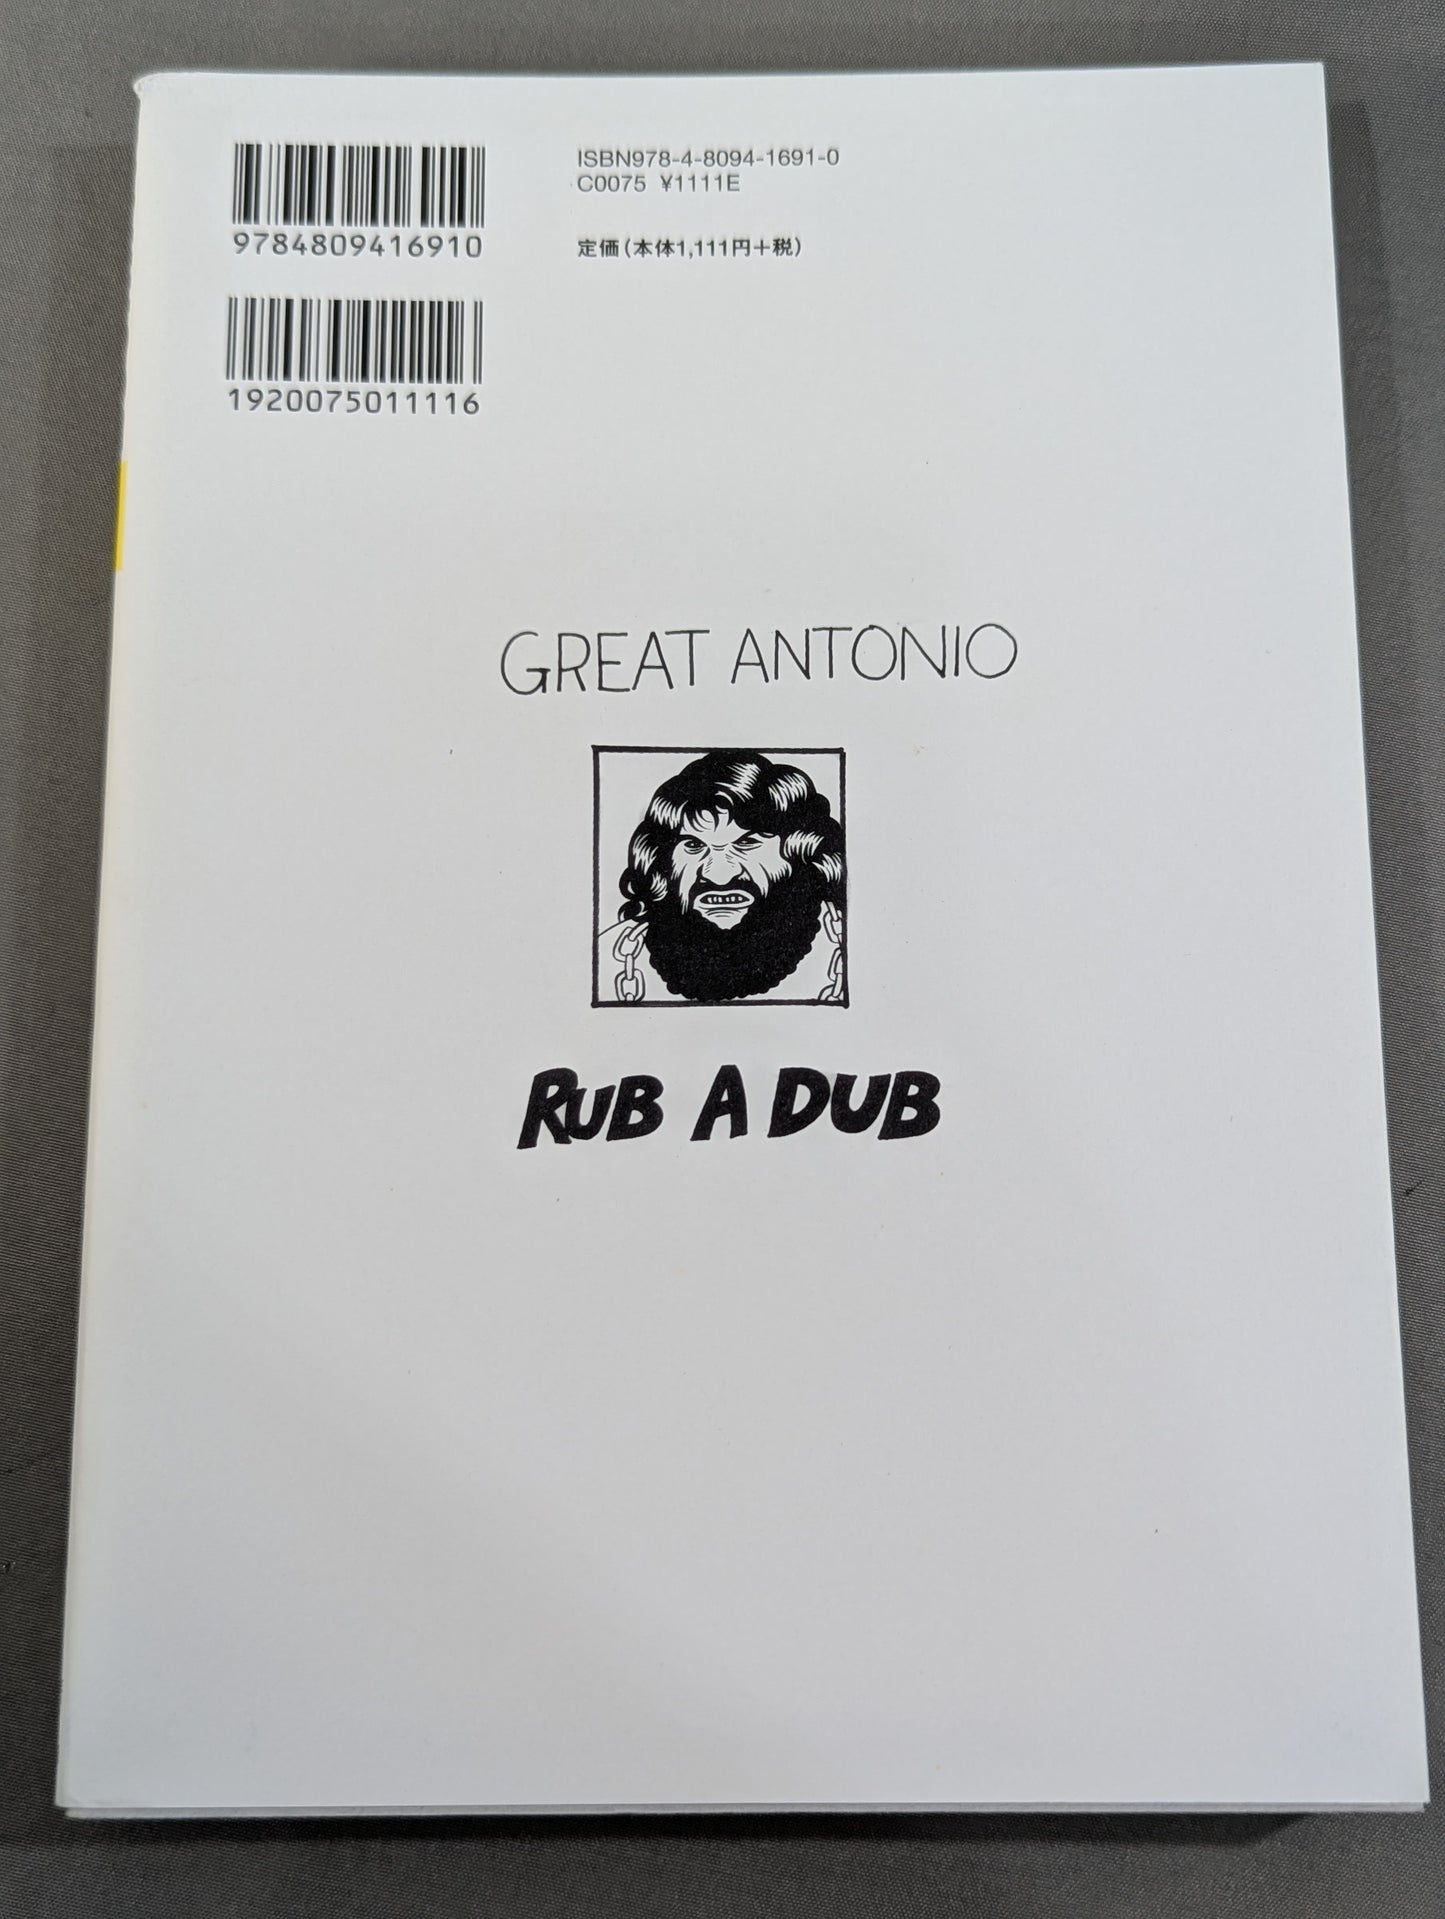 9784809416910
1920075011116
ISBN978-4-8094-1691-0
C0075 ¥1111E
定価（本体1,111円＋税）
GREAT ANTONIO
RUB A DUB